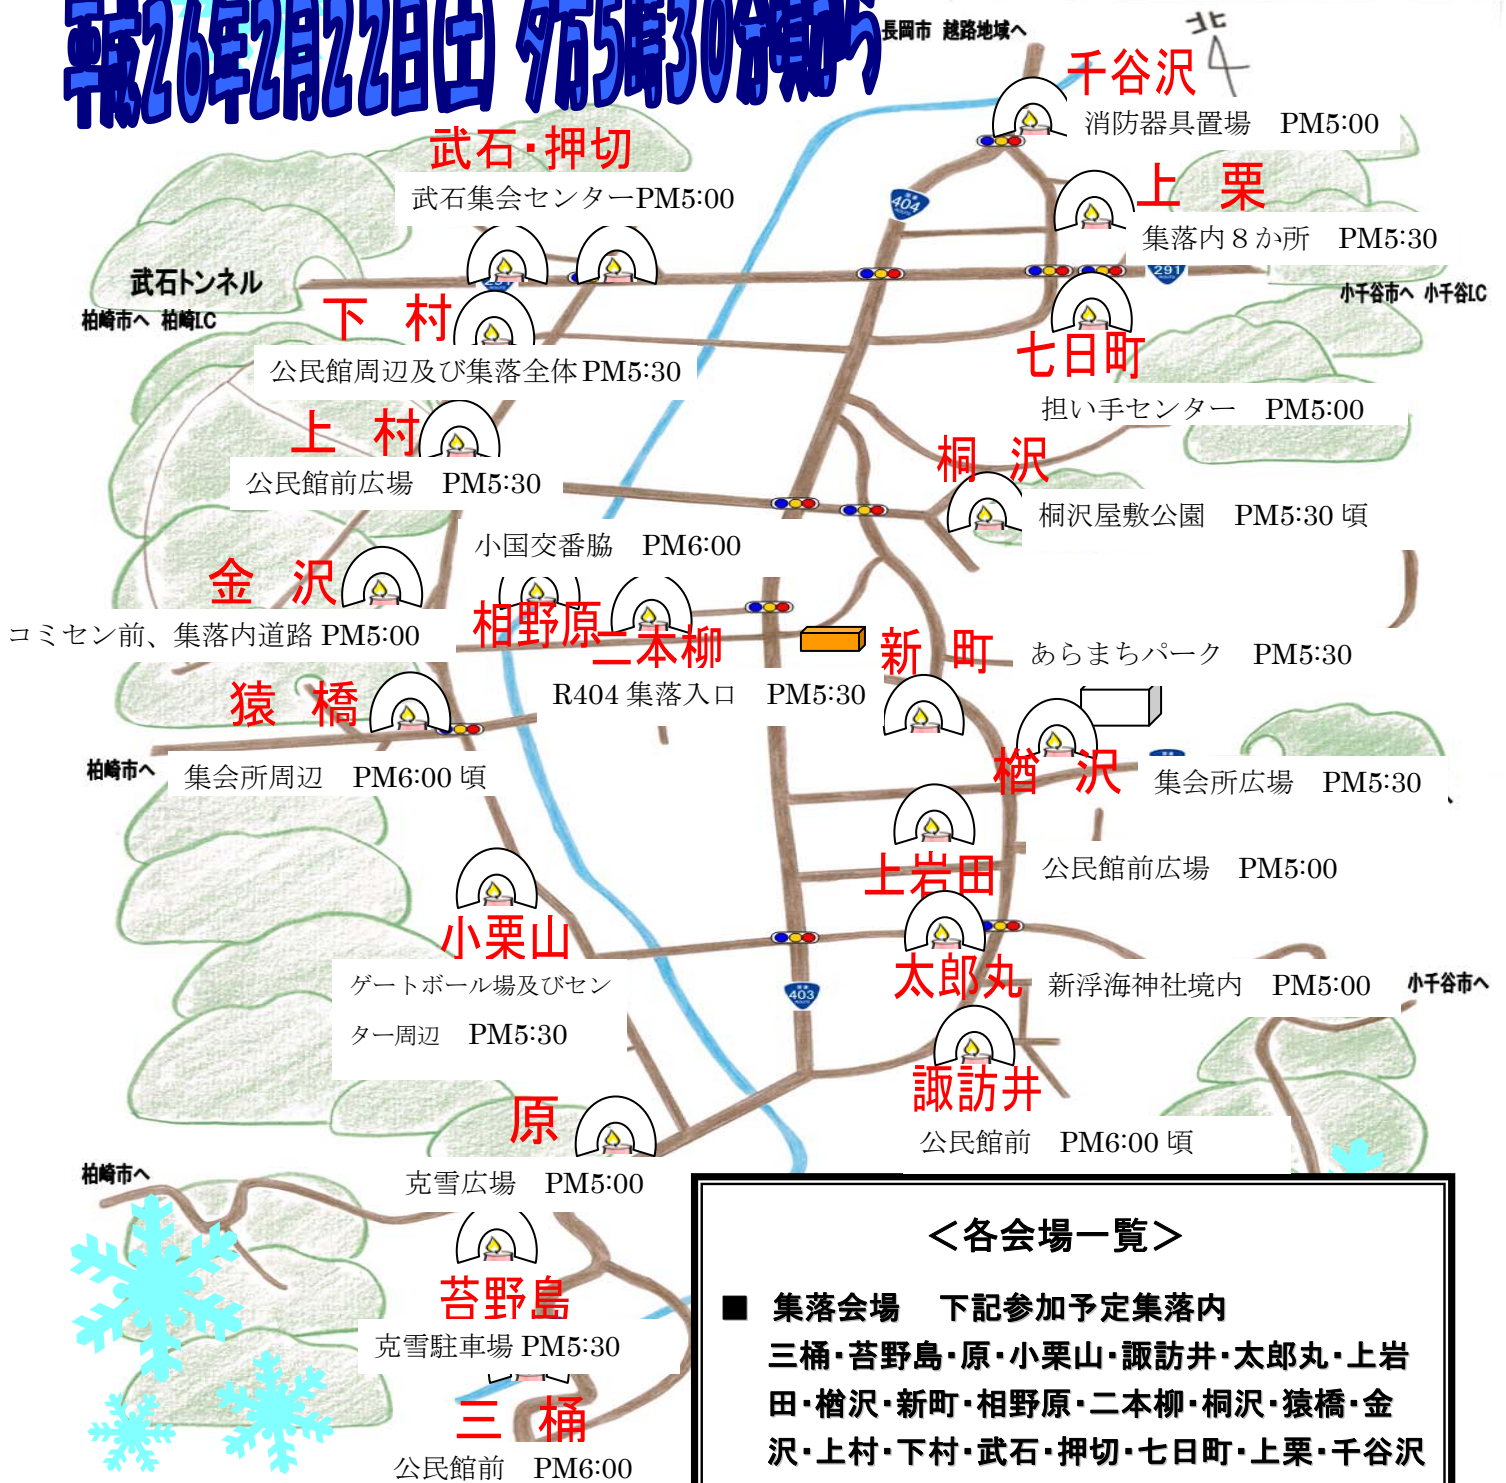 平成26年2月22日(土) 夕方5時30分頃から
長岡市 越路地域へ
北
千谷沢
消防器具置場　PM5:00
武石・押切
武石集会センターPM5:00
404
上　栗
集落内８か所　PM5:30
武石トンネル
柏崎市へ 柏崎I.C
291
小千谷市へ 小千谷I.C
下　村
公民館周辺及び集落全体PM5:30
七日町
担い手センター　PM5:00
上　村
公民館前広場　PM5:30
桐　沢
桐沢屋敷公園　PM5:30 頃
小国交番脇　PM6:00
金　沢
コミセン前、集落内道路 PM5:00
相野原
二本柳
R404 集落入口　PM5:30
新　町
あらまちパーク　PM5:30
猿　橋
柏崎市へ
集会所周辺　PM6:00 頃
楢　沢
集会所広場　PM5:30
上岩田
公民館前広場　PM5:00
小栗山
ゲートボール場及びセン
ター周辺　PM5:30
太郎丸
新浮海神社境内　PM5:00
小千谷市へ
403
諏訪井
公民館前　PM6:00 頃
原
克雪広場　PM5:00
柏崎市へ
苔野島
克雪駐車場 PM5:30
三　桶
公民館前　PM6:00
＜各会場一覧＞
■　集落会場　下記参加予定集落内
三桶・苔野島・原・小栗山・諏訪井・太郎丸・上岩
田・楢沢・新町・相野原・二本柳・桐沢・猿橋・金
沢・上村・下村・武石・押切・七日町・上栗・千谷沢